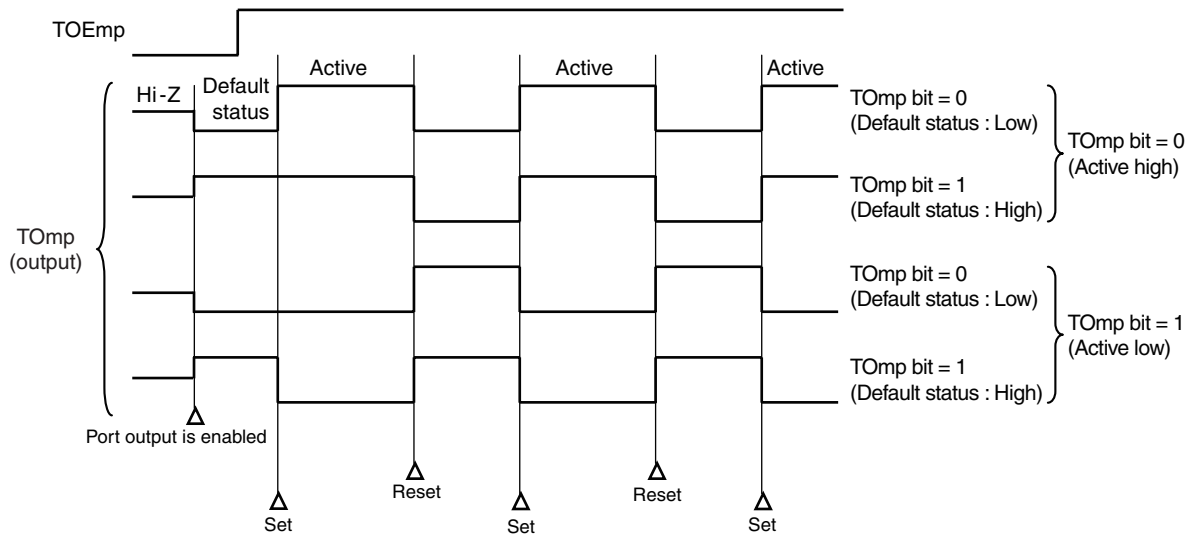 TOEmp
Active
Active
Active
Hi-Z
Default
status
TOmp bit = 0
(Default status : Low)
TOmp bit = 0
(Active high)
TOmp bit = 1
(Default status : High)
TOmp
(output)
TOmp bit = 0
(Default status : Low)
TOmp bit = 1
(Active low)
TOmp bit = 1
(Default status : High)
Port output is enabled
Reset
Reset
Set
Set
Set